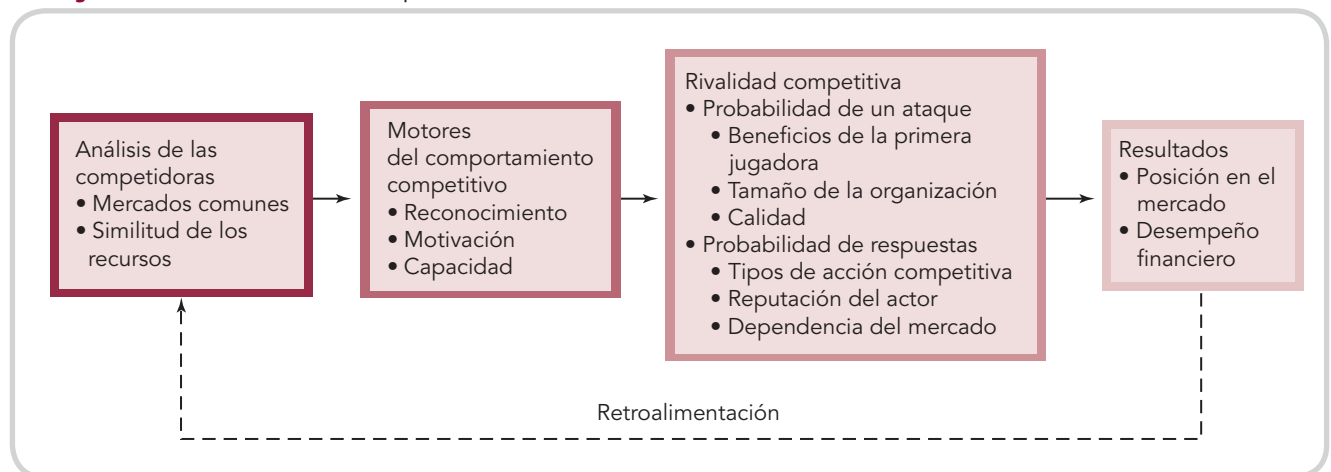 Análisis de las
competidoras
• Mercados comunes
• Similitud de los
recursos
Motores
del comportamiento
competitivo
• Reconocimiento
• Motivación
• Capacidad
Rivalidad competitiva
• Probabilidad de un ataque
• Beneficios de la primera
jugadora
• Tamaño de la organización
• Calidad
• Probabilidad de respuestas
• Tipos de acción competitiva
• Reputación del actor
• Dependencia del mercado
Resultados
• Posición en el
mercado
• Desempeño
financiero
Retroalimentación